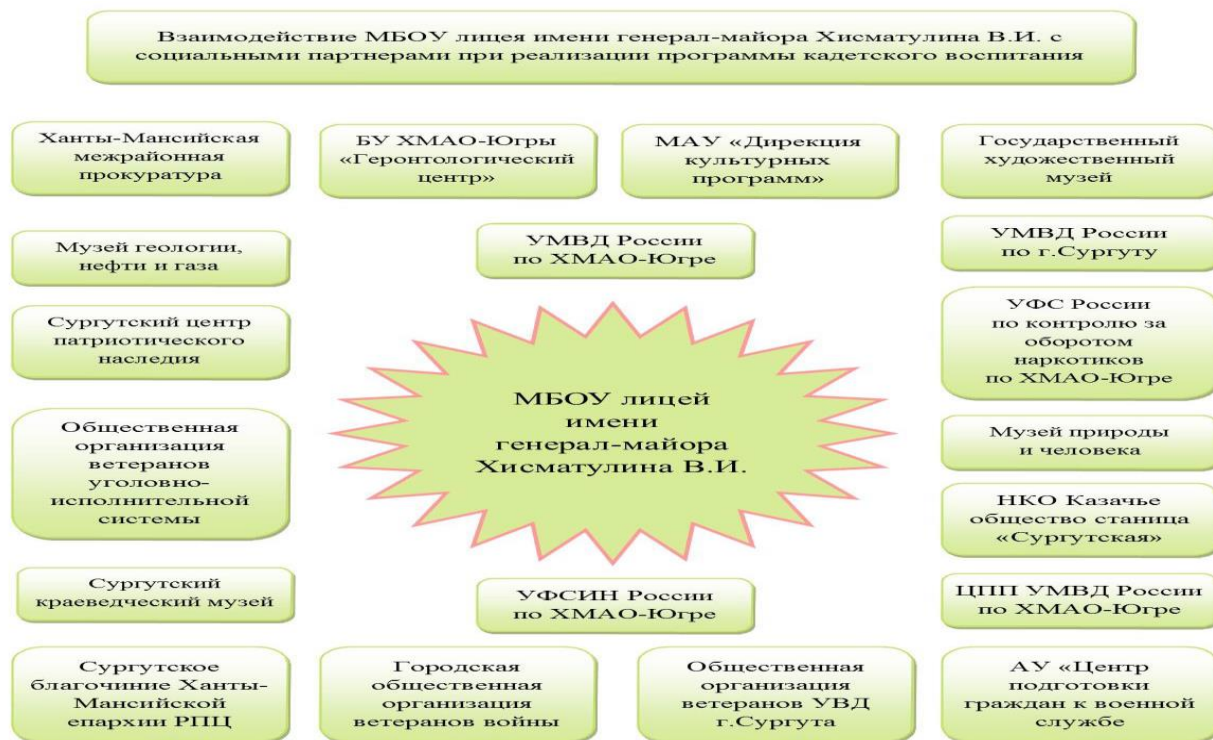 Взаимодействие МБОУ лицея имени генерал-майора Хисматулина В.И. с
социальными партнерами при реализации программы кадетского воспитания
Ханты-Мансийская
межрайонная
прокуратура
БУ ХМАО-Югры
«Геронтологический
центр»
МАУ «Дирекция
культурных
программ»
Государственный
художественный
музей
Музей геологии,
нефти и газа
УМВД России
по ХМАО-Югре
УМВД России
по г.Сургуту
Сургутский центр
патриотического
наследия
УФС России
по контролю за
оборотом
наркотиков
по ХМАО-Югре
МБОУ лицей
имени
генерал-майора
Хисматулина В.И.
Общественная
организация
ветеранов
уголовно-
исполнительной
системы
Музей природы
и человека
НКО Казачье
общество станица
«Сургутская»
Сургутский
краеведческий музей
УФСИН России
по ХМАО-Югре
ЦПП УМВД России
по ХМАО-Югре
Сургутское
благочиние Ханты-
Мансийской
епархии РПЦ
Городская
общественная
организация
ветеранов войны
Общественная
организация
ветеранов УВД
г.Сургута
АУ «Центр
подготовки
граждан к военной
службе